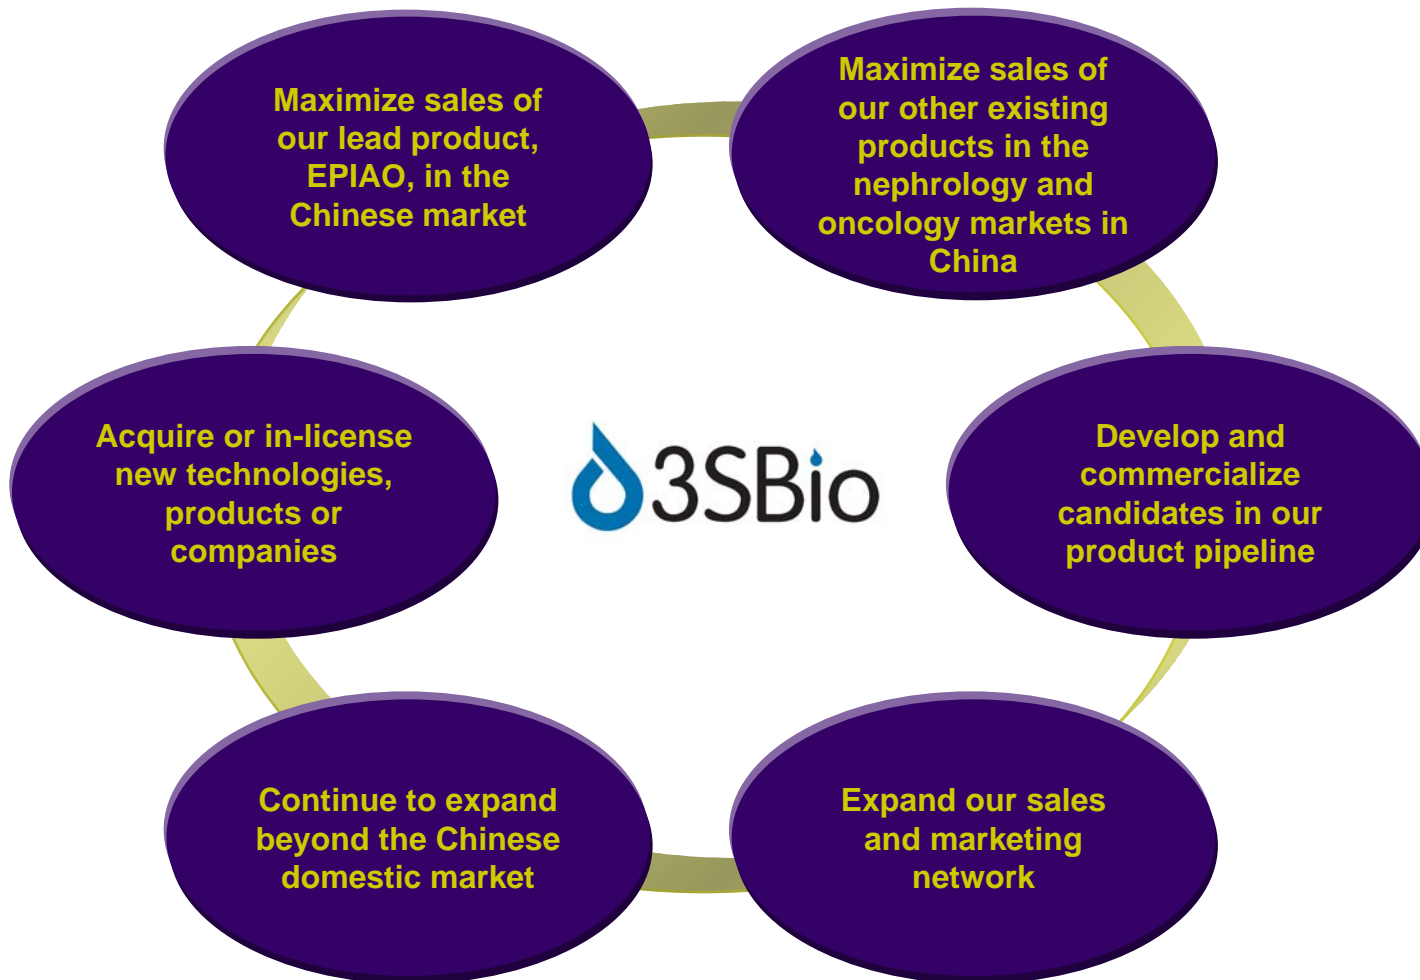 Maximize sales of
our lead product,
EPIAO, in the
Chinese market
Maximize sales of
our other existing
products in the
nephrology and
oncology markets in
China
Acquire or in-license
new technologies,
products or
companies
3SBio
Develop and
commercialize
candidates in our
product pipeline
Continue to expand
beyond the Chinese
domestic market
Expand our sales
and marketing
network